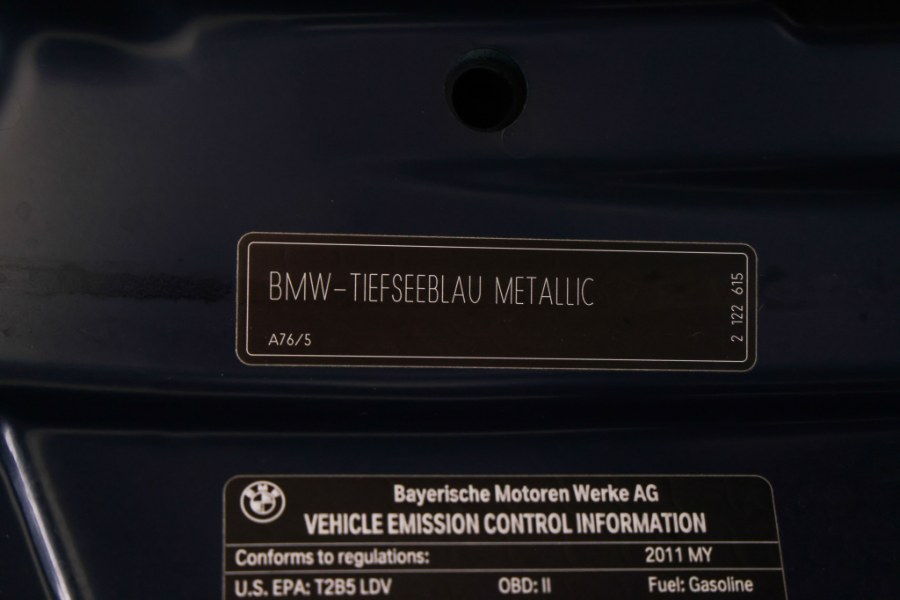 BMW-TIEFSEEBLAU METALLIC
A76/5
2 122 615
Bayerische Motoren Werke AG
VEHICLE EMISSION CONTROL INFORMATION
Conforms to regulations: 2011 MY
U.S. EPA: T2B5 LDV OBD: II Fuel: Gasoline